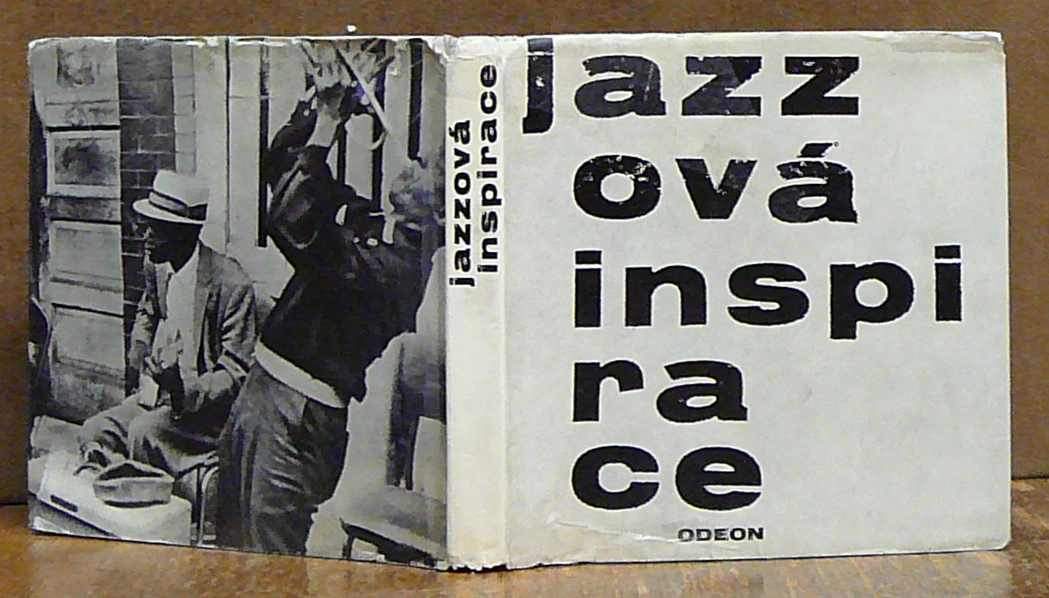 jazzová
inspirace
jazz
ová
inspi
ra
ce
ODEON